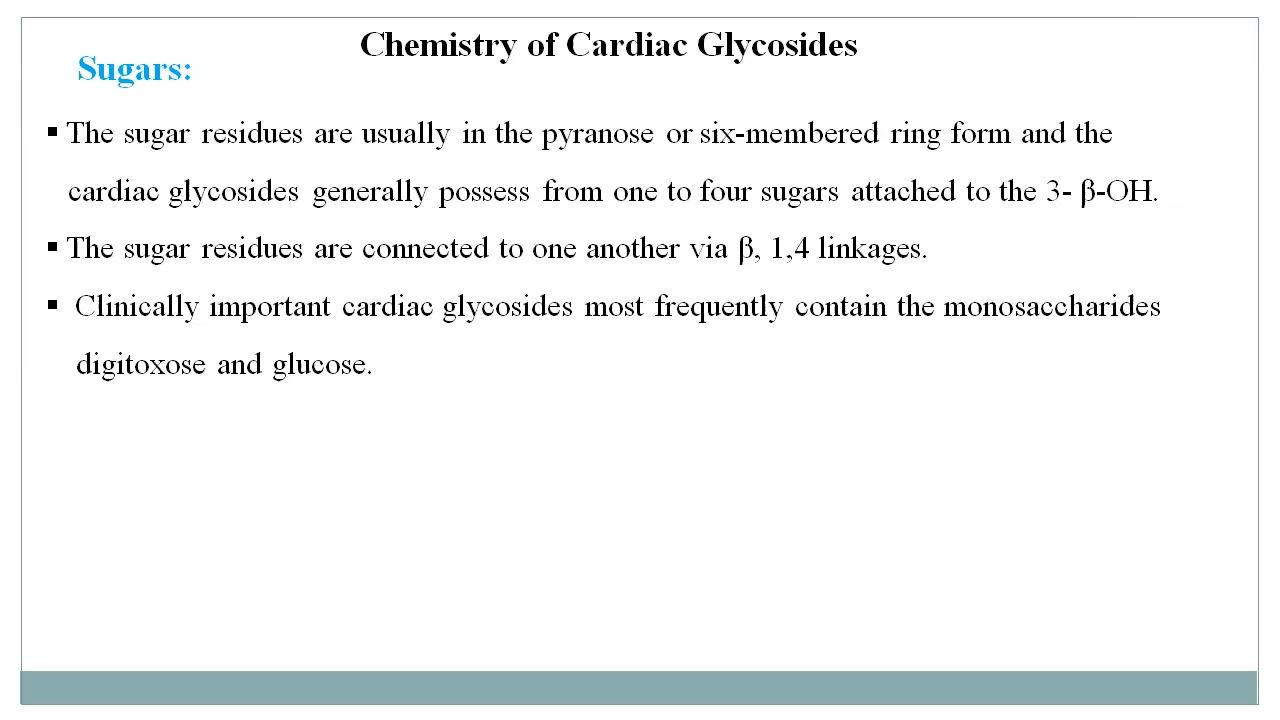 Chemistry of Cardiac Glycosides
Sugars:
▪ The sugar residues are usually in the pyranose or six-membered ring form and the
cardiac glycosides generally possess from one to four sugars attached to the 3- β-OH.
▪ The sugar residues are connected to one another via β, 1,4 linkages.
▪ Clinically important cardiac glycosides most frequently contain the monosaccharides
digitoxose and glucose.